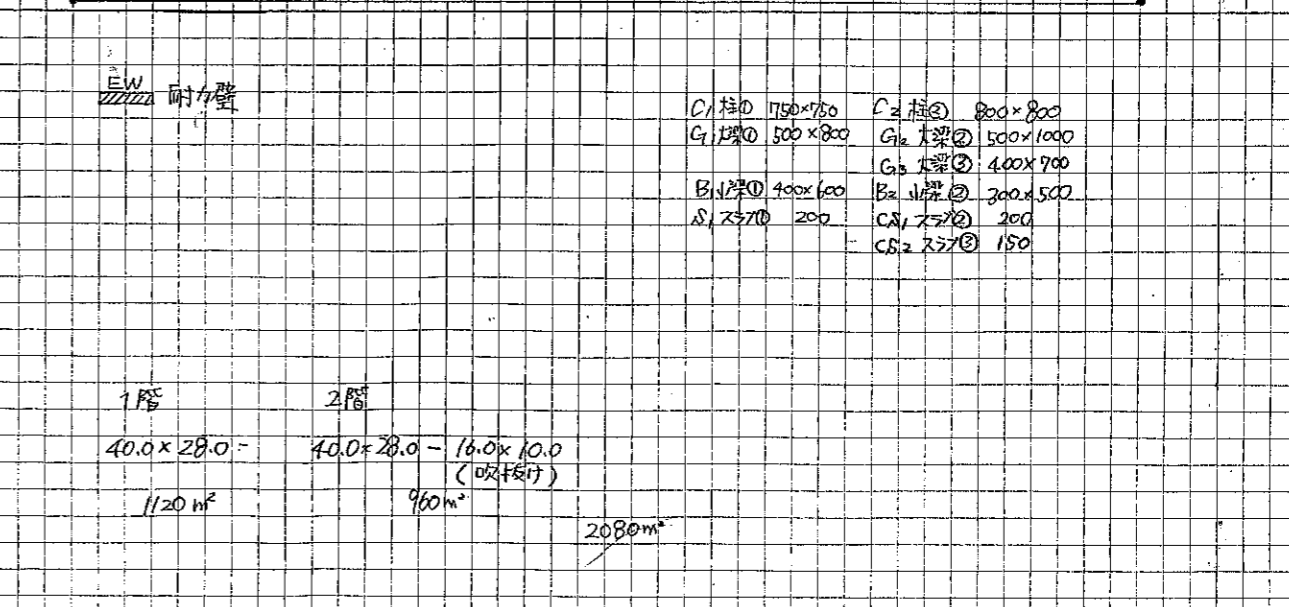 EW 耐力壁
C1 柱① 750×750 C2 柱② 800×800
G1 大梁① 500×800 G2 大梁② 500×1000
G3 大梁③ 400×700
B1 小梁① 400×600 B2 小梁② 300×500
S1 スラブ① 200 CS1 スラブ② 200
CS2 スラブ③ 150
1階 2階
40.0×28.0= 40.0×28.0－16.0×10.0
(吹抜け)
1120㎡ 960㎡
2080㎡